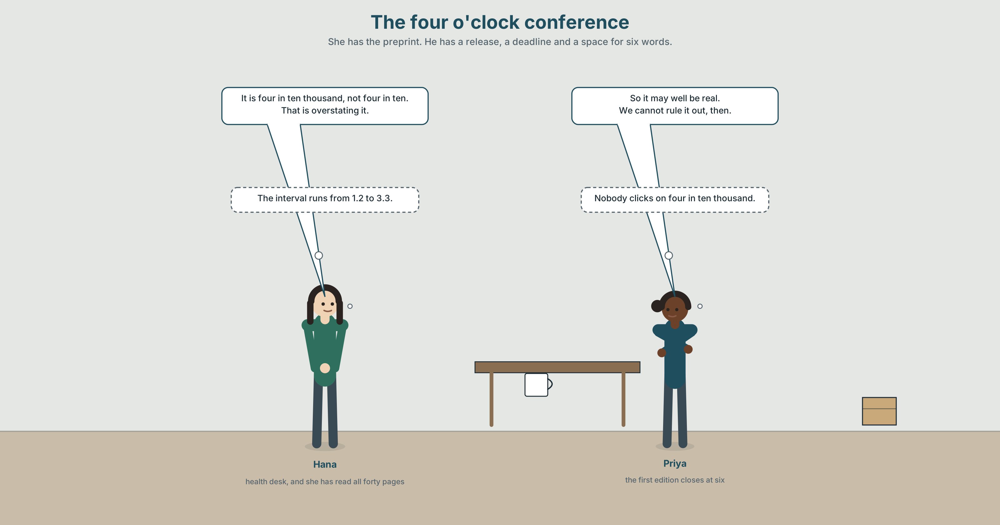 The four o'clock conference
She has the preprint. He has a release, a deadline and a space for six words.
It is four in ten thousand, not four in ten.
That is overstating it.
So it may well be real.
We cannot rule it out, then.
The interval runs from 1.2 to 3.3.
Nobody clicks on four in ten thousand.
Hana
health desk, and she has read all forty pages
Priya
the first edition closes at six